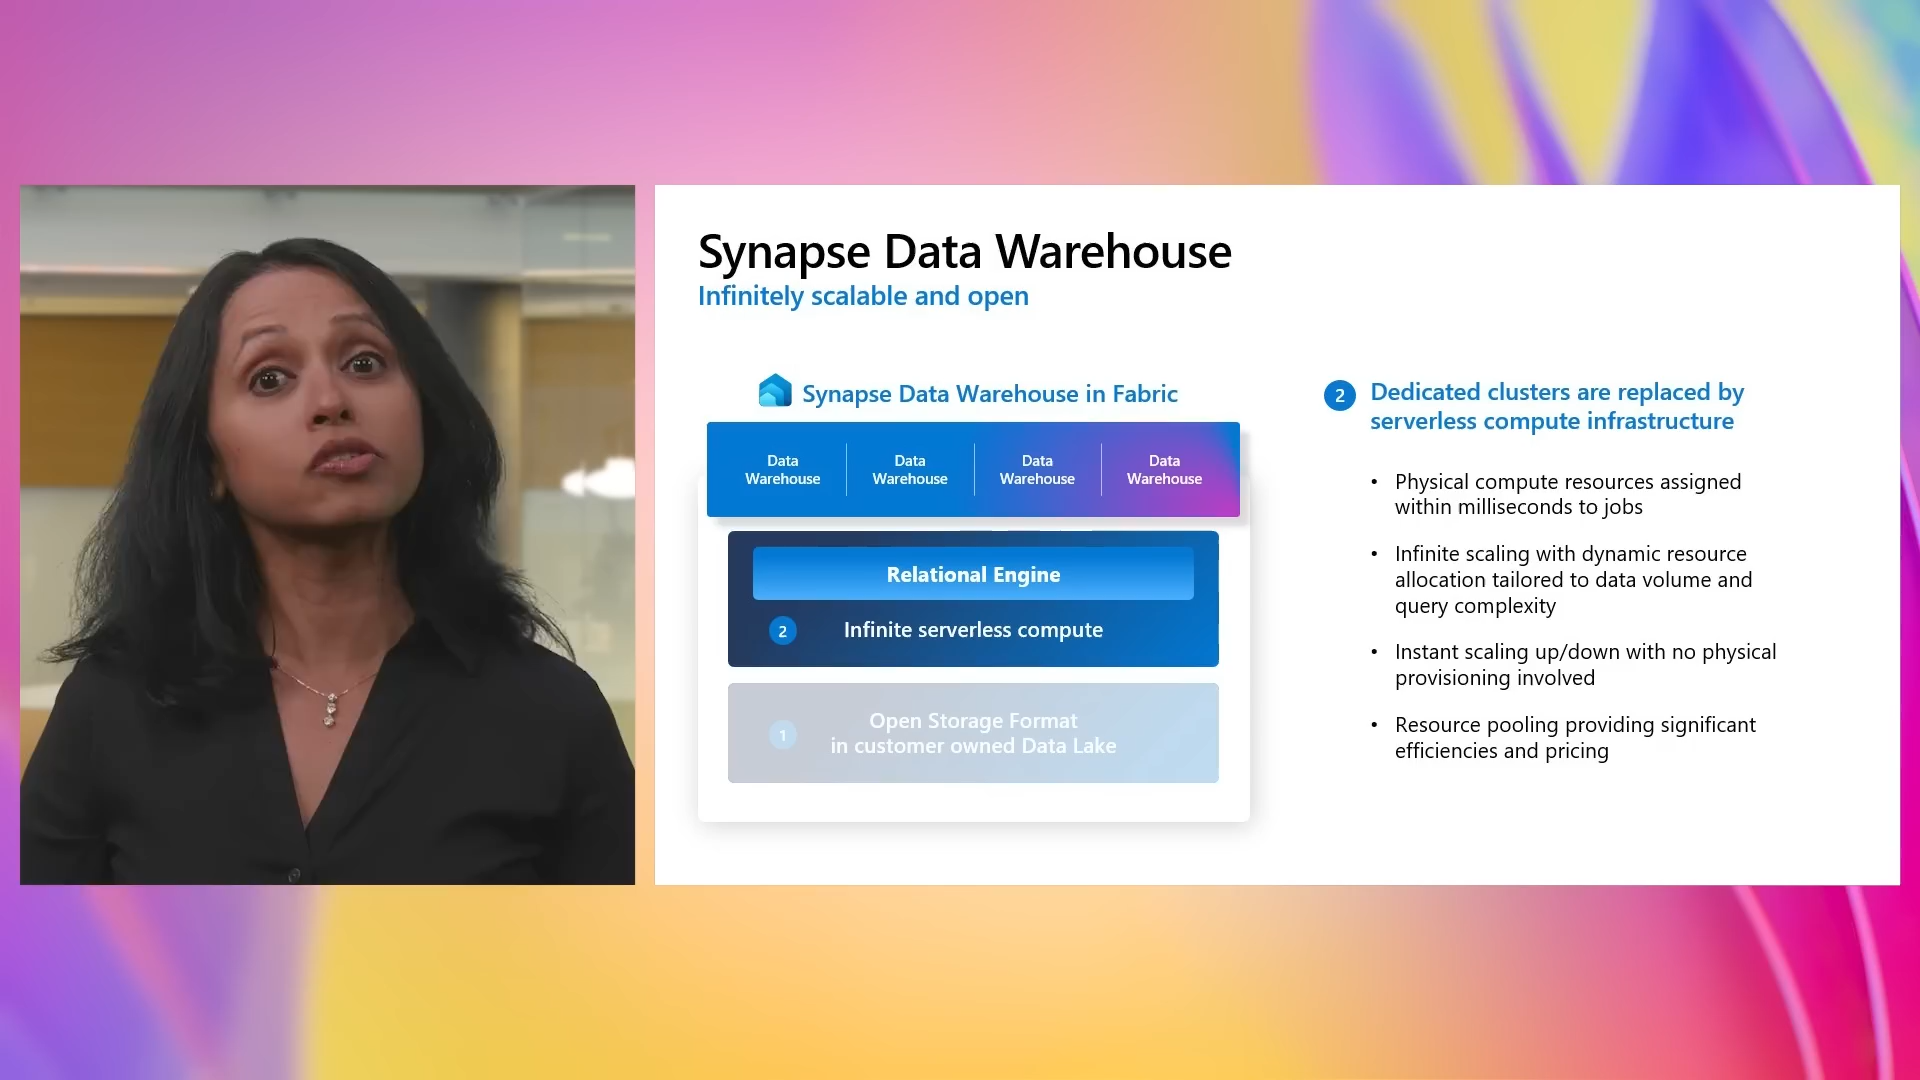 Synapse Data Warehouse
Infinitely scalable and open
Synapse Data Warehouse in Fabric
Data
Warehouse
Data
Warehouse
Data
Warehouse
Data
Warehouse
Relational Engine
2
Infinite serverless compute
1
Open Storage Format
in customer owned Data Lake
2
Dedicated clusters are replaced by
serverless compute infrastructure
• Physical compute resources assigned
within milliseconds to jobs
• Infinite scaling with dynamic resource
allocation tailored to data volume and
query complexity
• Instant scaling up/down with no physical
provisioning involved
• Resource pooling providing significant
efficiencies and pricing